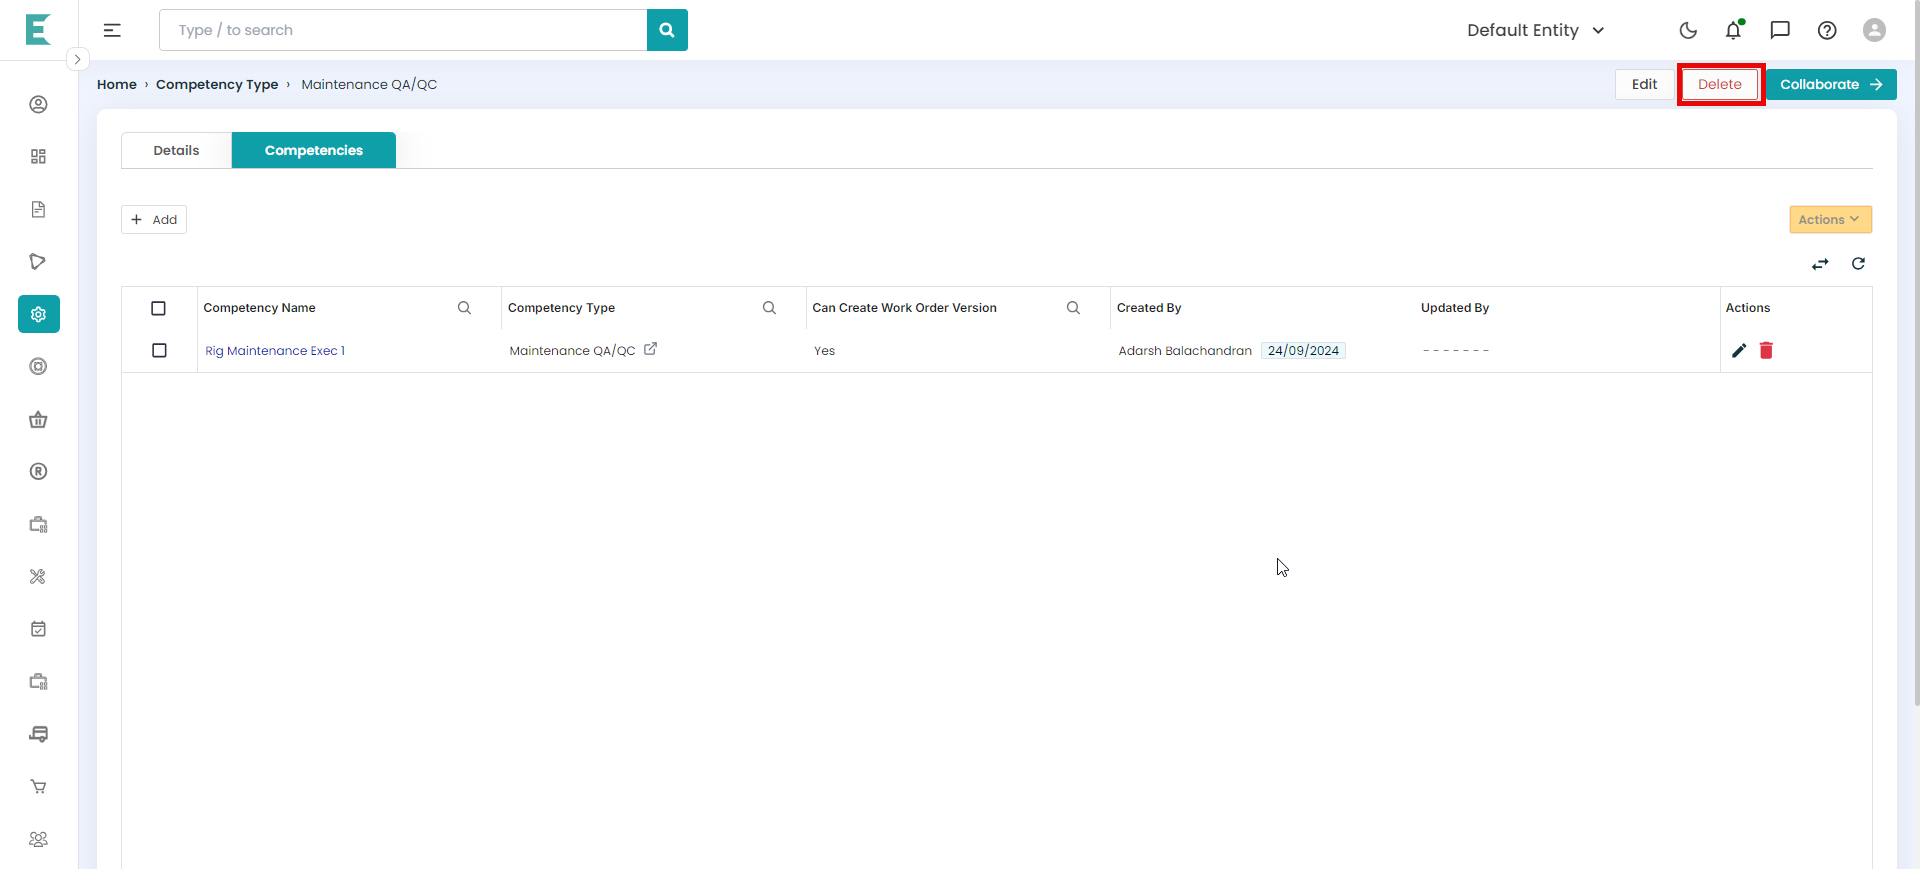 Type / to search
Default Entity
Home › Competency Type › Maintenance QA/QC
Edit
Delete
Collaborate
Details
Competencies
Add
Actions
Competency Name
Competency Type
Can Create Work Order Version
Created By
Updated By
Actions
Rig Maintenance Exec 1
Maintenance QA/QC
Yes
Adarsh Balachandran 24/09/2024
-------